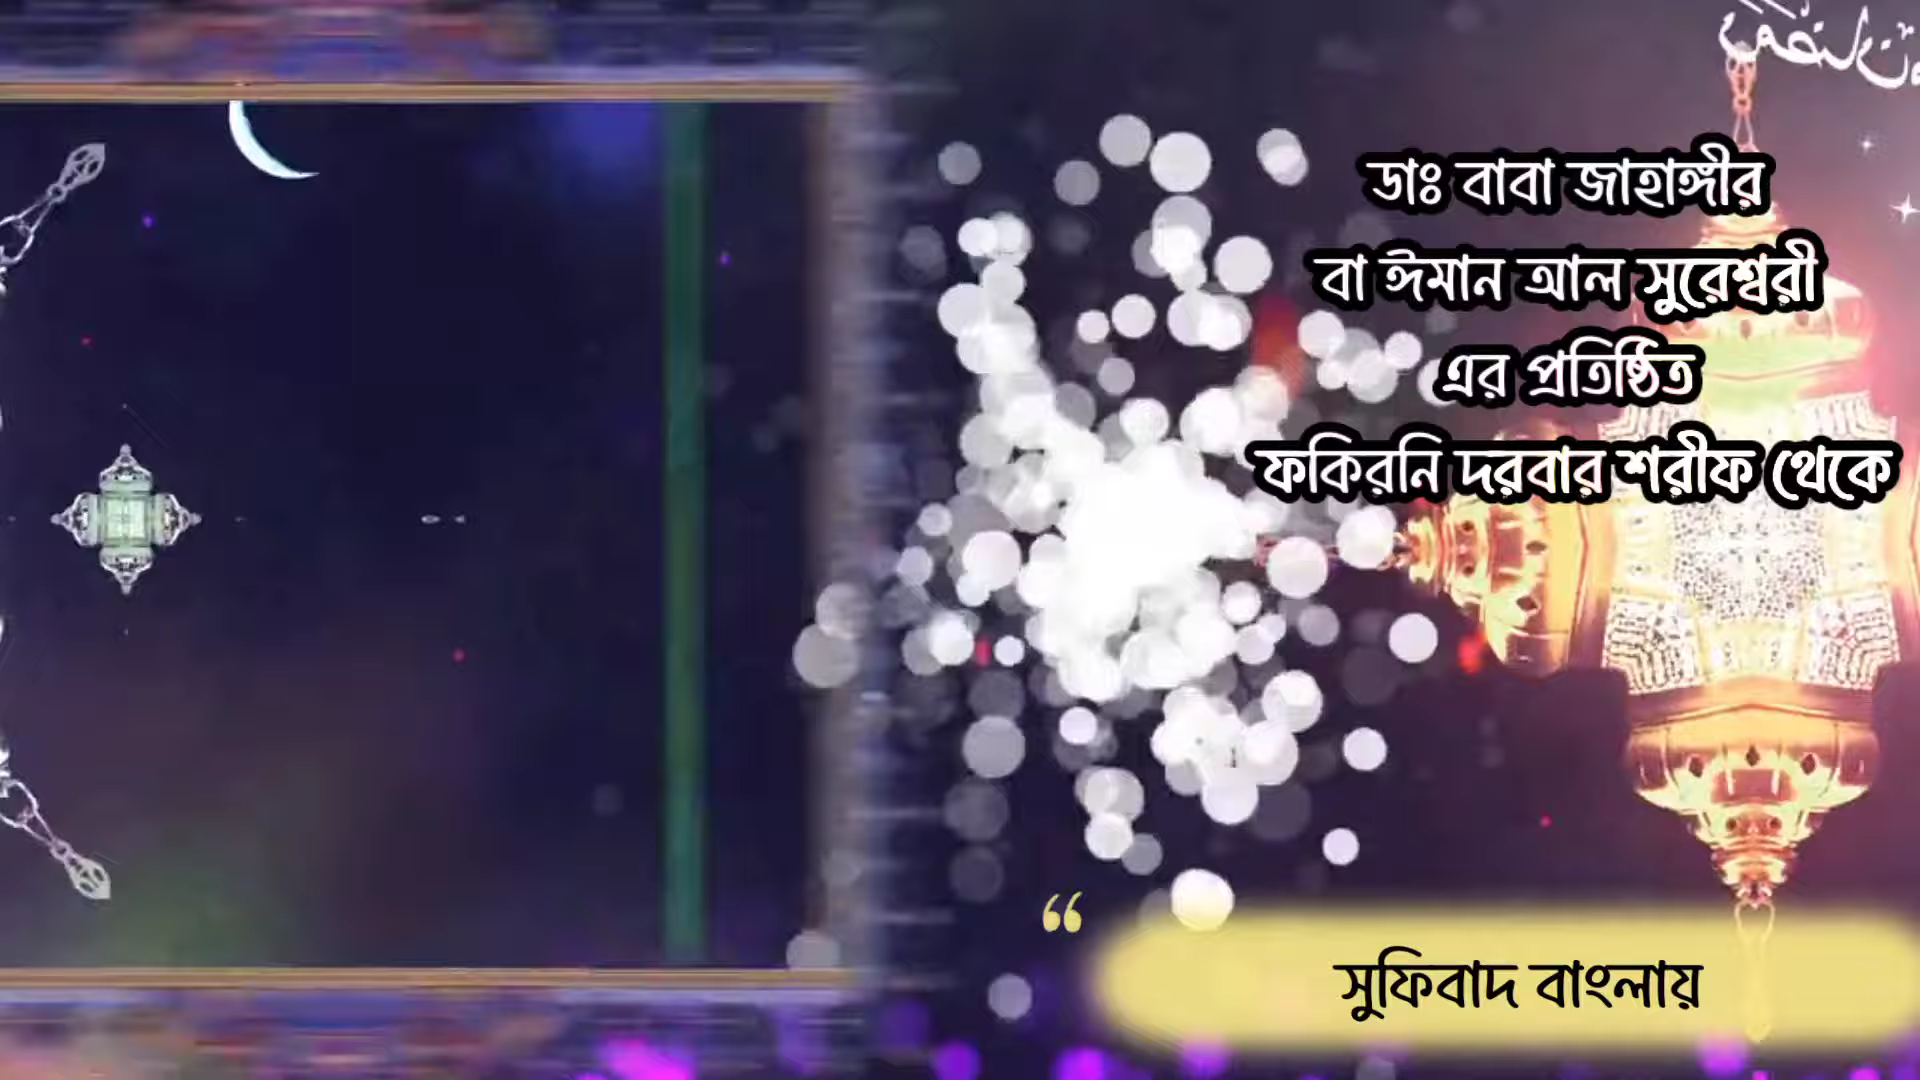 ডাঃ বাবা জাহাঙ্গীর
বা ঈমান আল সুরেশ্বরী
এর প্রতিষ্ঠিত
ফকিরনি দরবার শরীফ থেকে
“
সুফিবাদ বাংলায়